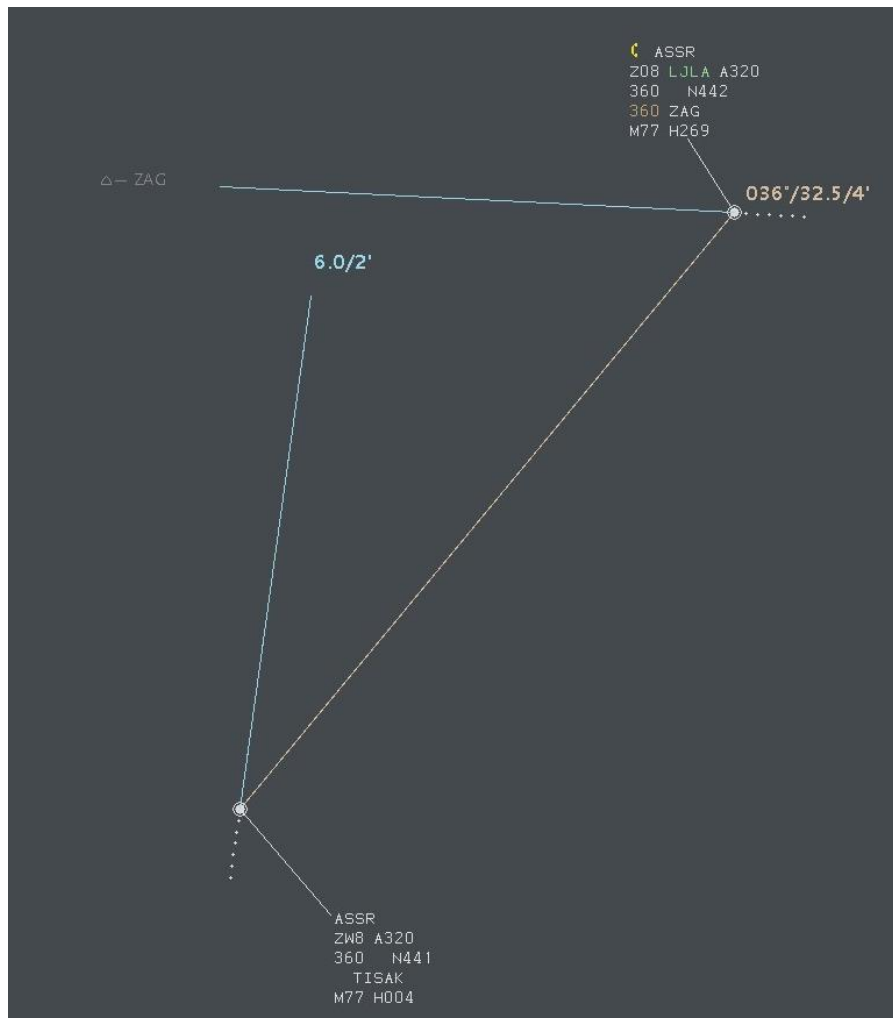 ASSR
Z08 LJLA A320
360 N442
360 ZAG
M77 H269
ZAG
036°/32.5/4'
6.0/2'
ASSR
ZW8 A320
360 N441
TISAK
M77 H004